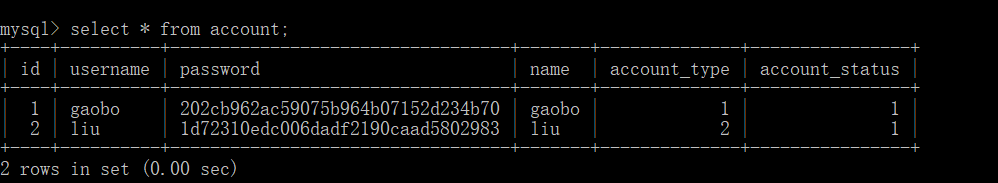 mysql> select * from account;
+----+----------+----------------------------------+-------+--------------+----------------+
| id | username | password | name | account_type | account_status |
+----+----------+----------------------------------+-------+--------------+----------------+
| 1 | gaobo | 202cb962ac59075b964b07152d234b70 | gaobo | 1 | 1 |
| 2 | liu | 1d72310edc006dadf2190caad5802983 | liu | 2 | 1 |
+----+----------+----------------------------------+-------+--------------+----------------+
2 rows in set (0.00 sec)